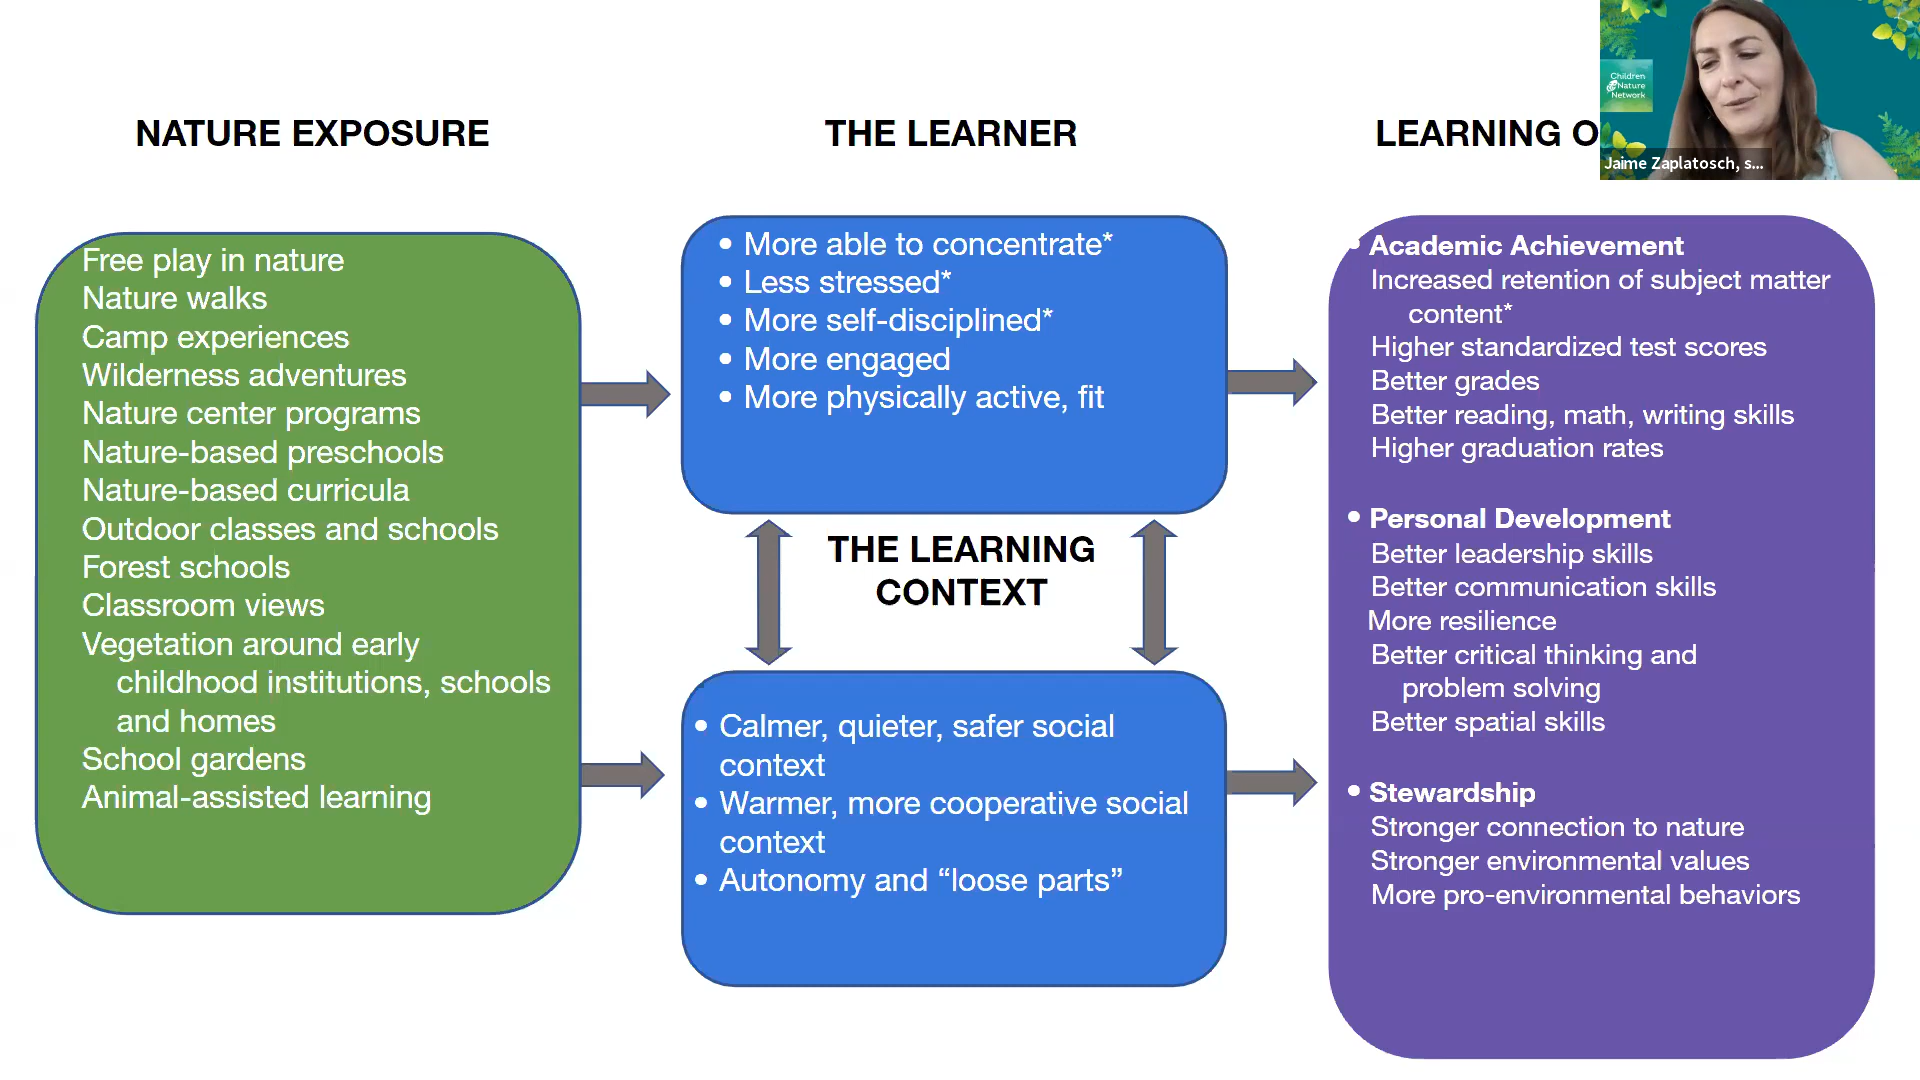 NATURE EXPOSURE
Free play in nature
Nature walks
Camp experiences
Wilderness adventures
Nature center programs
Nature-based preschools
Nature-based curricula
Outdoor classes and schools
Forest schools
Classroom views
Vegetation around early
childhood institutions, schools
and homes
School gardens
Animal-assisted learning
THE LEARNER
• More able to concentrate*
• Less stressed*
• More self-disciplined*
• More engaged
• More physically active, fit
THE LEARNING
CONTEXT
• Calmer, quieter, safer social
context
• Warmer, more cooperative social
context
• Autonomy and “loose parts”
LEARNING O
• Academic Achievement
Increased retention of subject matter
content*
Higher standardized test scores
Better grades
Better reading, math, writing skills
Higher graduation rates
• Personal Development
Better leadership skills
Better communication skills
More resilience
Better critical thinking and
problem solving
Better spatial skills
• Stewardship
Stronger connection to nature
Stronger environmental values
More pro-environmental behaviors
Children
& Nature
Network
Jaime Zaplatosch, s...